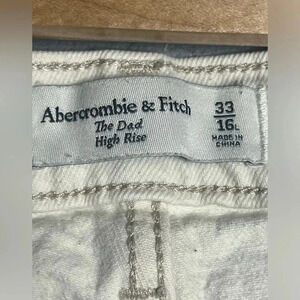 Abercrombie & Fitch
The Dad
High Rise
33
16L
MADE IN
CHINA